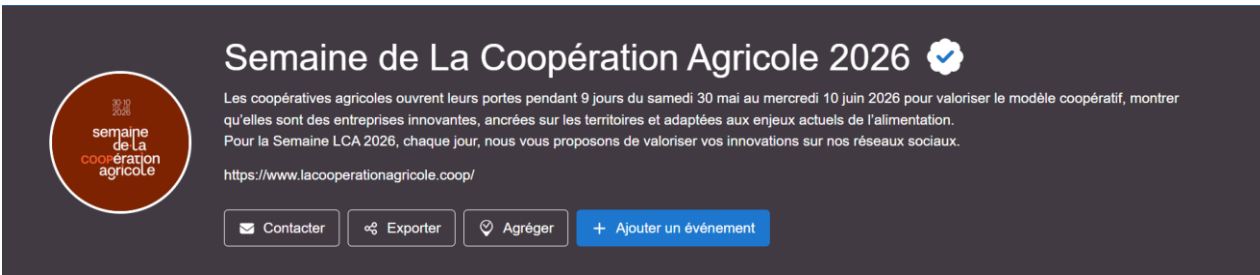 Semaine de La Coopération Agricole 2026
Les coopératives agricoles ouvrent leurs portes pendant 9 jours du samedi 30 mai au mercredi 10 juin 2026 pour valoriser le modèle coopératif, montrer
qu'elles sont des entreprises innovantes, ancrées sur les territoires et adaptées aux enjeux actuels de l'alimentation.
Pour la Semaine LCA 2026, chaque jour, nous vous proposons de valoriser vos innovations sur nos réseaux sociaux.
https://www.lacooperationagricole.coop/
30·10
2026
semaine
de la
coopération
agricole
Contacter
Exporter
Agréger
+ Ajouter un événement